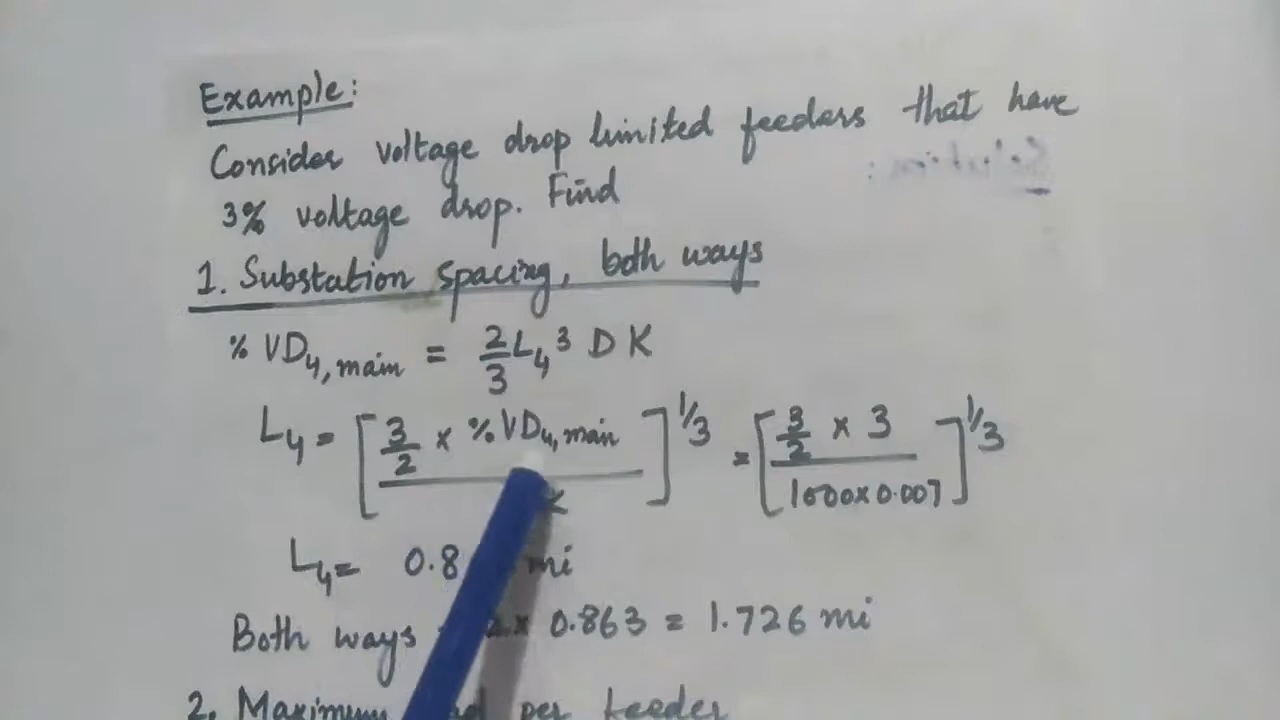 Example:
Consider voltage drop limited feeders that have
3% voltage drop. Find
1. Substation spacing, both ways
% VD4, main = 2/3 L4^3 D K
L4 = [ 3/2 x % VD4, main / K ]^1/3 = [ 3/2 x 3 / 1000x0.007 ]^1/3
L4 = 0.8 mi
Both ways 2x 0.863 = 1.726 mi
2. Maximum per feeder